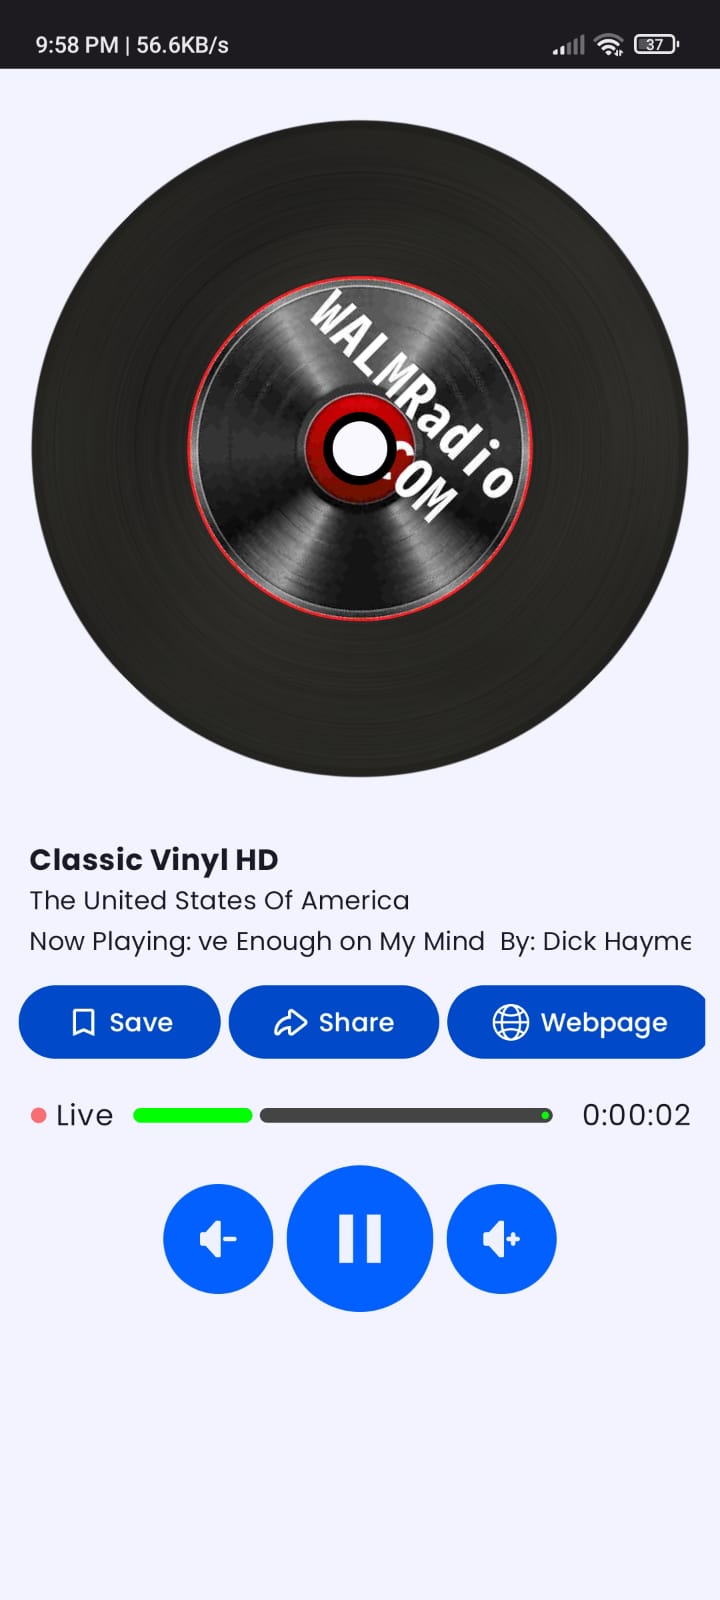 9:58 PM | 56.6KB/s
37
WALMRadio
.COM
Classic Vinyl HD
The United States Of America
Now Playing: ve Enough on My Mind  By: Dick Hayme
Save
Share
Webpage
Live
0:00:02